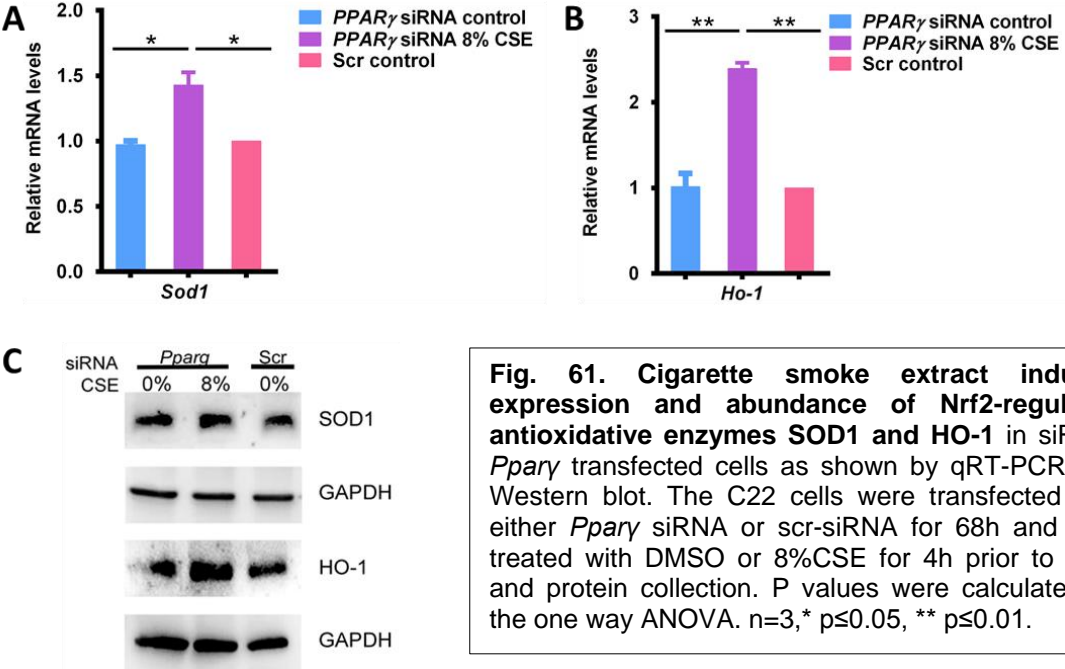 A
Relative mRNA levels
2.0
1.5
1.0
0.5
0.0
* *
Sod1
PPARγ siRNA control
PPARγ siRNA 8% CSE
Scr control
B
Relative mRNA levels
3
2
1
0
** **
Ho-1
PPARγ siRNA control
PPARγ siRNA 8% CSE
Scr control
C
siRNA Pparg Scr
CSE 0% 8% 0%
SOD1
GAPDH
HO-1
GAPDH
Fig. 61. Cigarette smoke extract indu
expression and abundance of Nrf2-regul
antioxidative enzymes SOD1 and HO-1 in siR
Pparγ transfected cells as shown by qRT-PCR
Western blot. The C22 cells were transfected
either Pparγ siRNA or scr-siRNA for 68h and
treated with DMSO or 8%CSE for 4h prior to
and protein collection. P values were calculate
the one way ANOVA. n=3,* p≤0.05, ** p≤0.01.